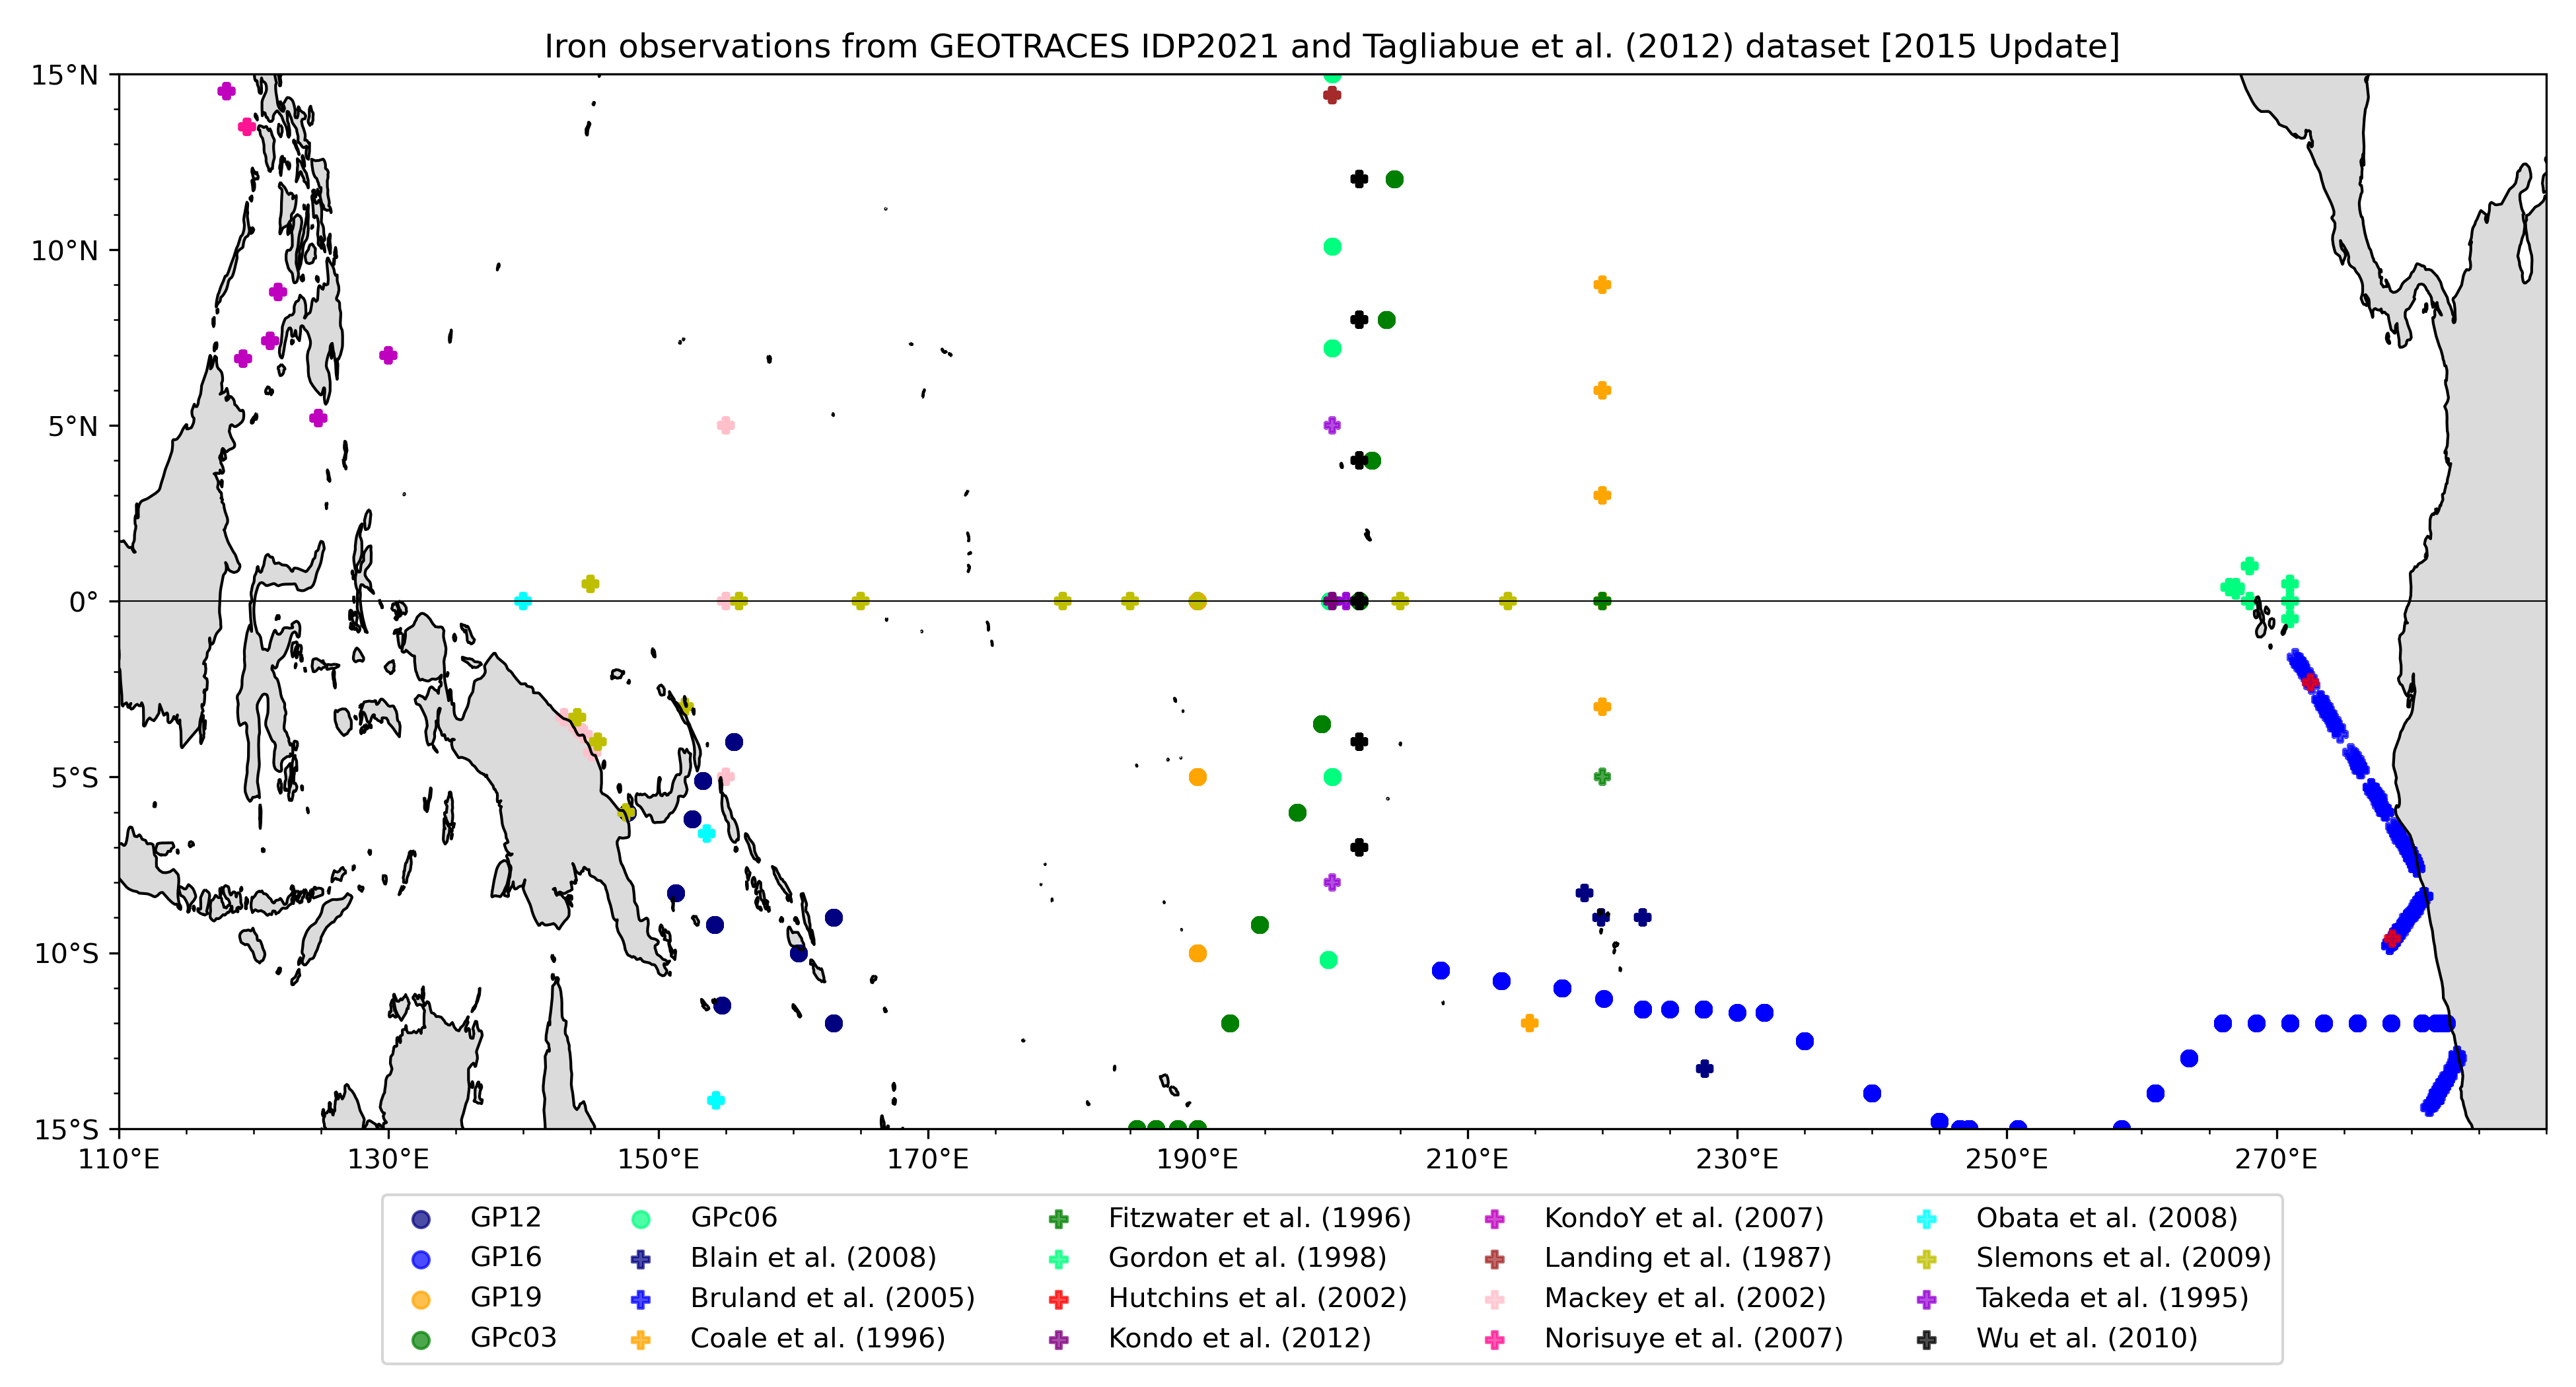 Iron observations from GEOTRACES IDP2021 and Tagliabue et al. (2012) dataset [2015 Update]
15°N
10°N
5°N
0°
5°S
10°S
15°S
110°E 130°E 150°E 170°E 190°E 210°E 230°E 250°E 270°E
GP12 GPc06 Fitzwater et al. (1996) KondoY et al. (2007) Obata et al. (2008)
GP16 Blain et al. (2008) Gordon et al. (1998) Landing et al. (1987) Slemons et al. (2009)
GP19 Bruland et al. (2005) Hutchins et al. (2002) Mackey et al. (2002) Takeda et al. (1995)
GPc03 Coale et al. (1996) Kondo et al. (2012) Norisuye et al. (2007) Wu et al. (2010)